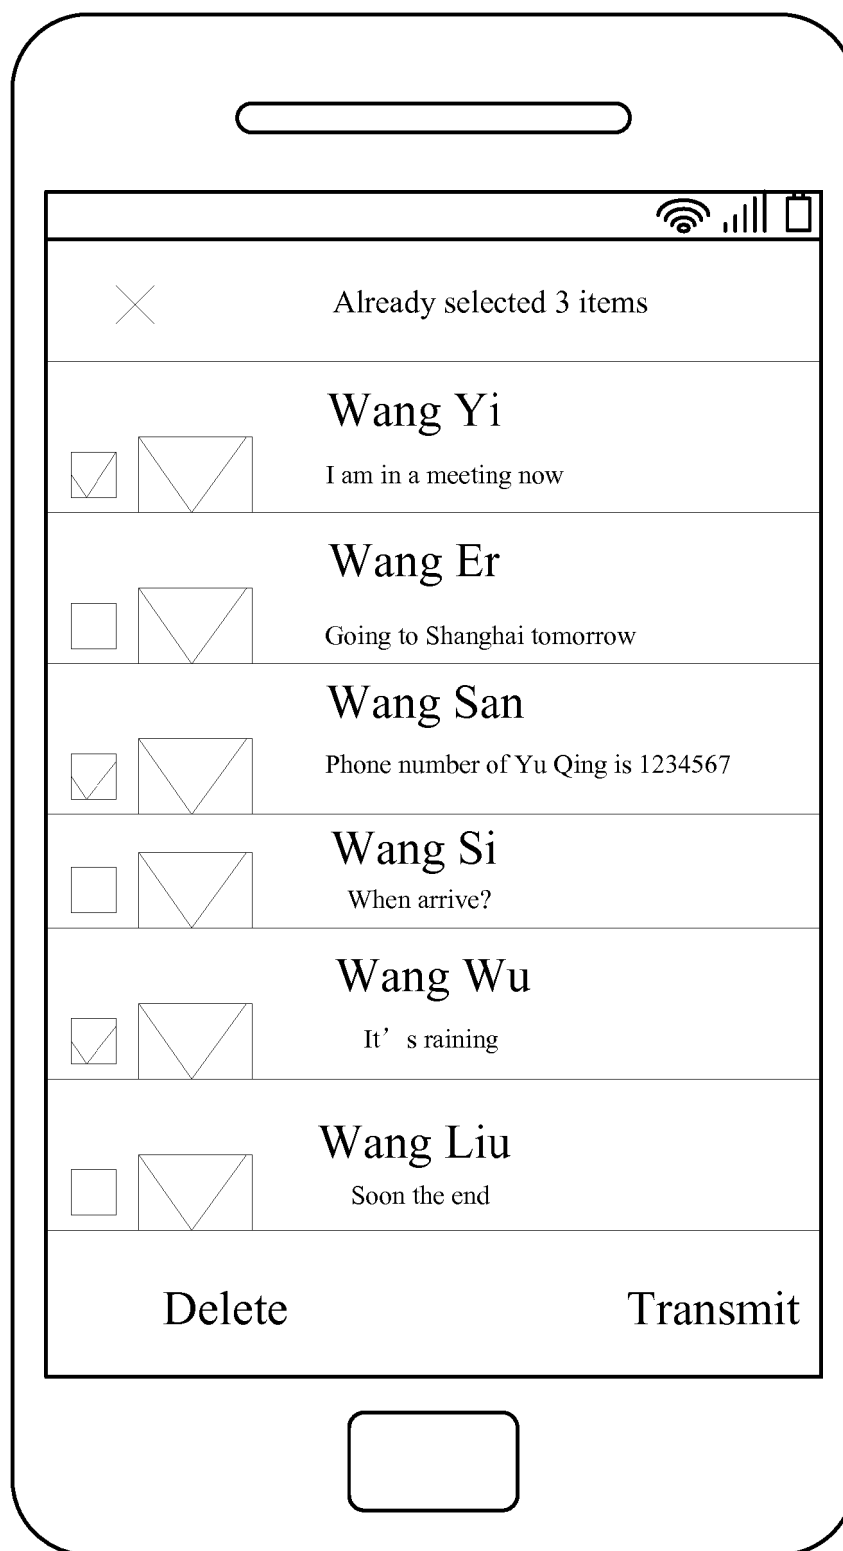 Already selected 3 items
Wang Yi
I am in a meeting now
Wang Er
Going to Shanghai tomorrow
Wang San
Phone number of Yu Qing is 1234567
Wang Si
When arrive?
Wang Wu
It’s raining
Wang Liu
Soon the end
Delete Transmit